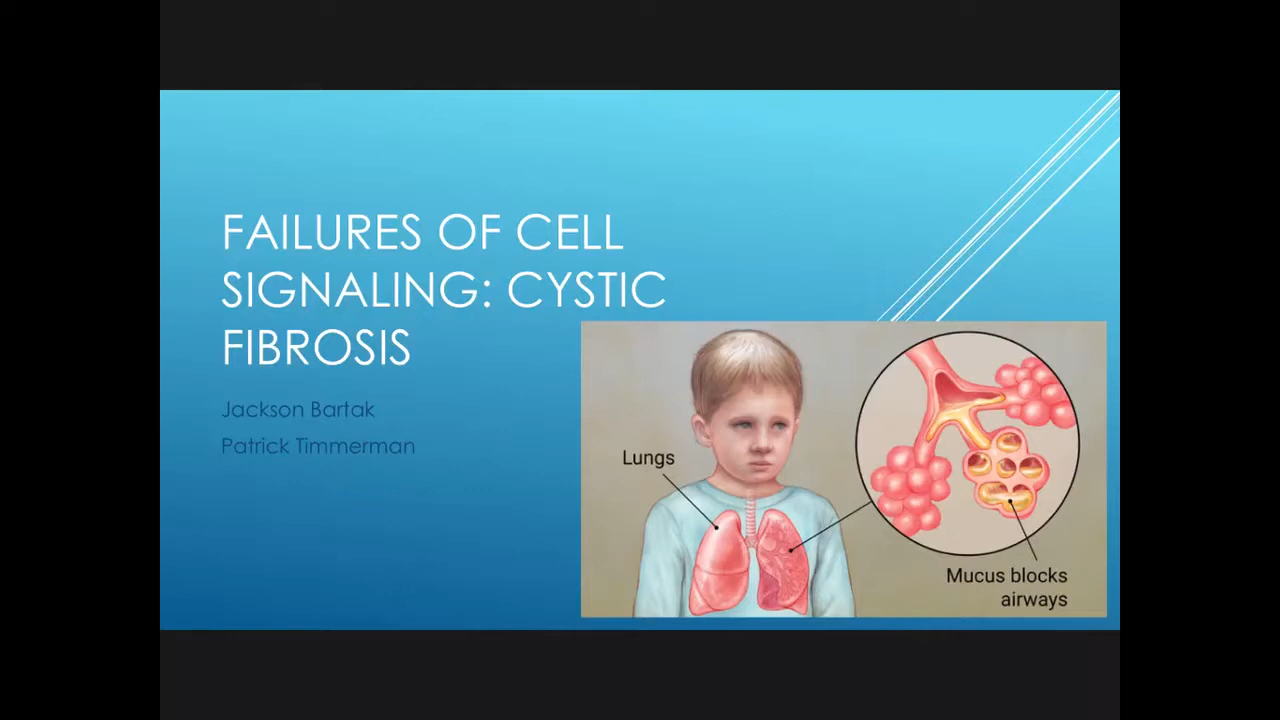 FAILURES OF CELL
SIGNALING: CYSTIC
FIBROSIS
Jackson Bartak
Patrick Timmerman
Lungs
Mucus blocks
airways